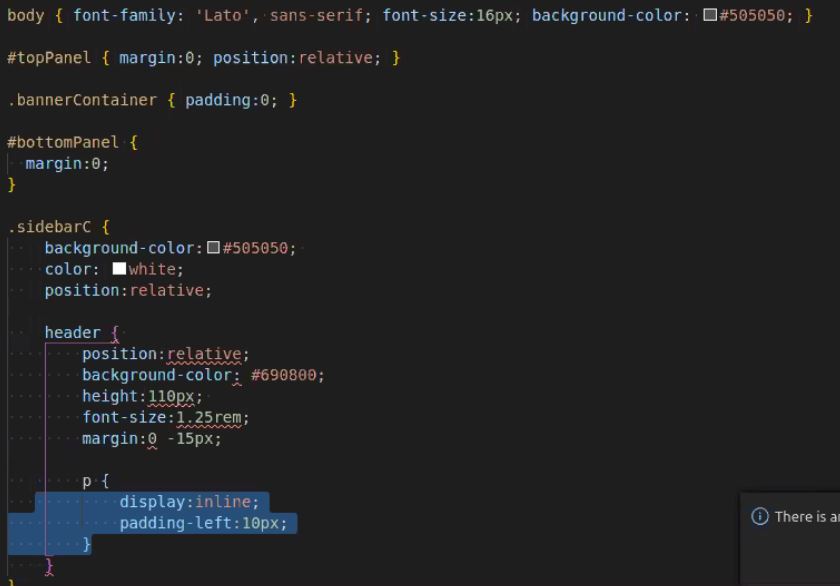 body { font-family: 'Lato', sans-serif; font-size:16px; background-color: #505050; }
#topPanel { margin:0; position:relative; }
.bannerContainer { padding:0; }
#bottomPanel {
margin:0;
}
.sidebarC {
background-color:#505050;
color: white;
position:relative;
header {
position:relative;
background-color: #690800;
height:110px;
font-size:1.25rem;
margin:0 -15px;
p {
display:inline;
padding-left:10px;
}
}
}
There is